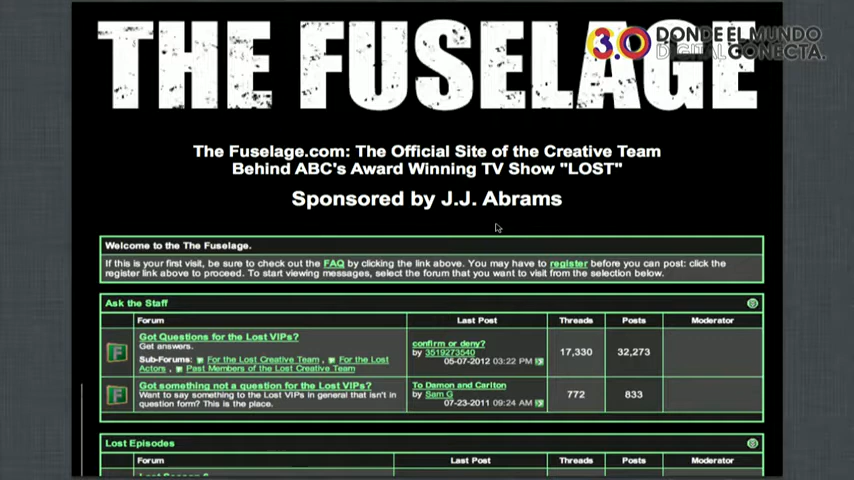 THE FUSELAGE
3.0 DONDE EL MUNDO
DIGITAL CONECTA.
The Fuselage.com: The Official Site of the Creative Team
Behind ABC's Award Winning TV Show "LOST"
Sponsored by J.J. Abrams
Welcome to the The Fuselage.
If this is your first visit, be sure to check out the FAQ by clicking the link above. You may have to register before you can post: click the
register link above to proceed. To start viewing messages, select the forum that you want to visit from the selection below.
Ask the Staff
Forum Last Post Threads Posts Moderator
Got Questions for the Lost VIPs?
Get answers.
Sub-Forums: For the Lost Creative Team , For the Lost
Actors , Past Members of the Lost Creative Team
confirm or deny?
by 3519273540
05-07-2012 03:22 PM
17,330 32,273
Got something not a question for the Lost VIPs?
Want to say something to the Lost VIPs in general that isn't in
question form? This is the place.
To Damon and Carlton
by Sam G
07-23-2011 09:24 AM
772 833
Lost Episodes
Forum Last Post Threads Posts Moderator
Lost Season 6